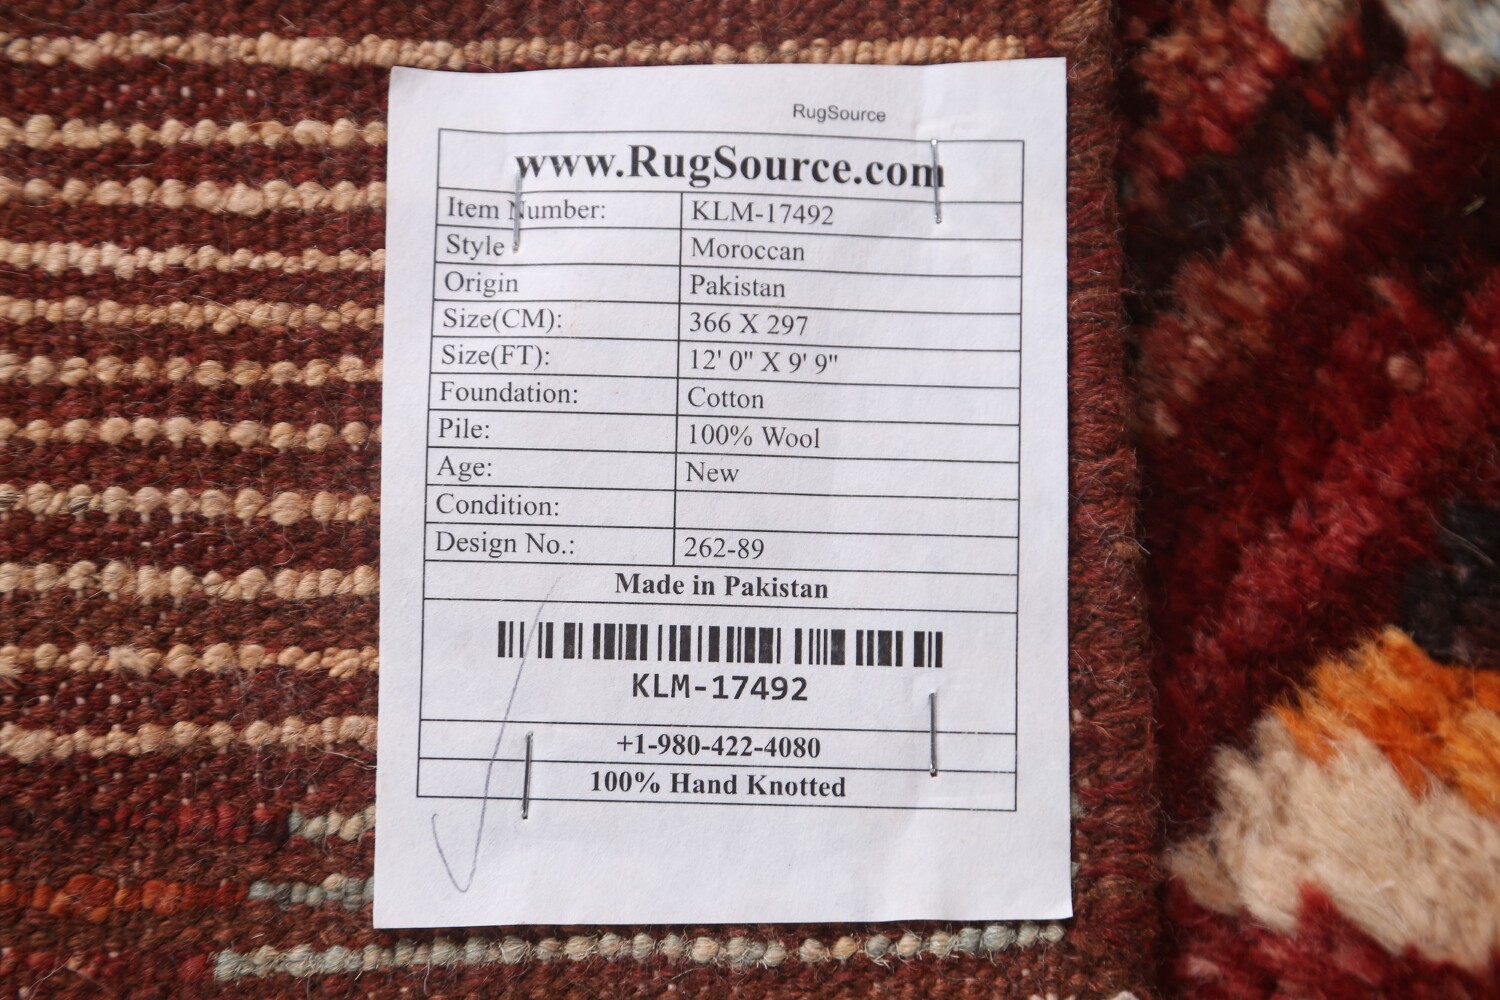 RugSource
www.RugSource.com
Item Number: KLM-17492
Style Moroccan
Origin Pakistan
Size(CM): 366 X 297
Size(FT): 12' 0" X 9' 9"
Foundation: Cotton
Pile: 100% Wool
Age: New
Condition:
Design No.: 262-89
Made in Pakistan
KLM-17492
+1-980-422-4080
100% Hand Knotted